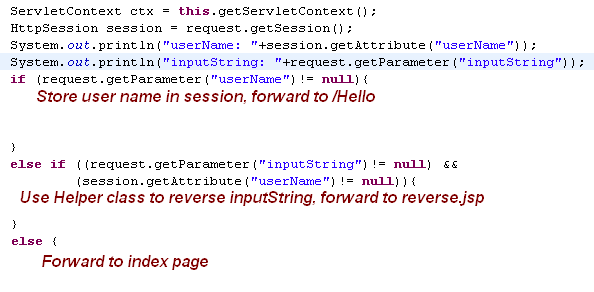 ServletContext ctx = this.getServletContext();
HttpSession session = request.getSession();
System.out.println("userName: "+session.getAttribute("userName"));
System.out.println("inputString: "+request.getParameter("inputString"));
if (request.getParameter("userName")!= null){
Store user name in session, forward to /Hello
}
else if ((request.getParameter("inputString")!= null) &&
(session.getAttribute("userName")!= null)){
Use Helper class to reverse inputString, forward to reverse.jsp
}
else {
Forward to index page